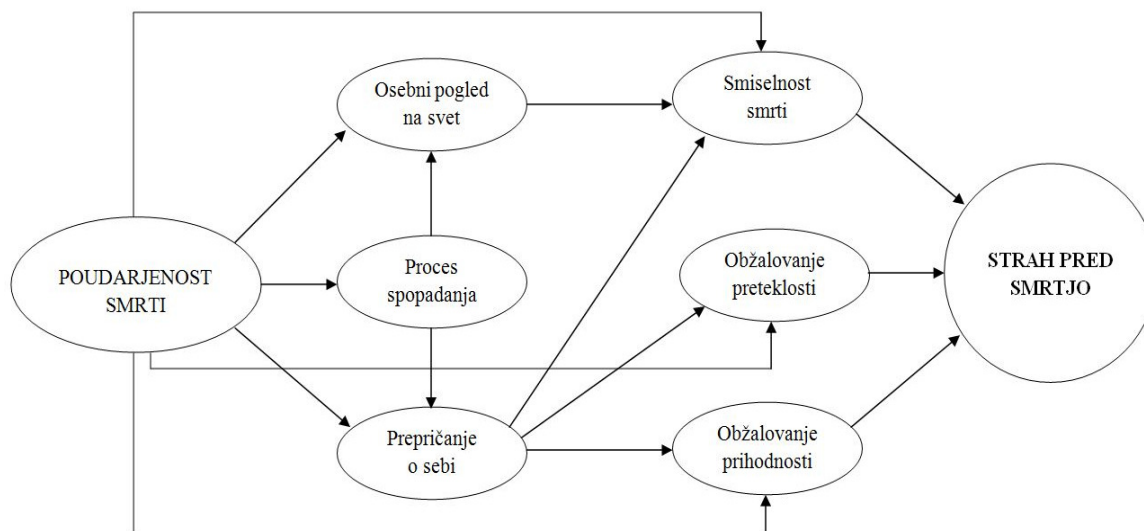 Osebni pogled
na svet
Smiselnost
smrti
POUDARJENOST
SMRTI
Proces
spopadanja
Obžalovanje
preteklosti
STRAH PRED
SMRTJO
Prepričanje
o sebi
Obžalovanje
prihodnosti